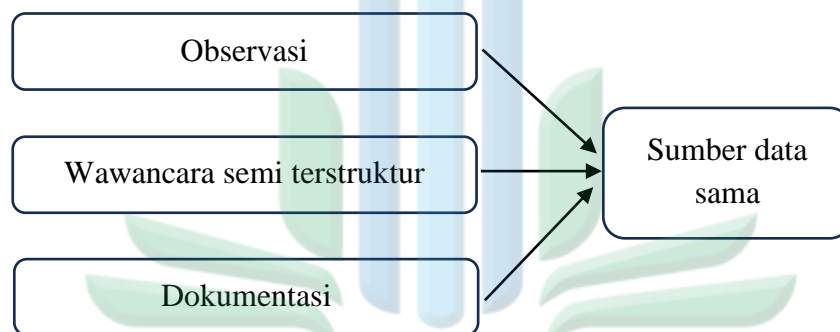 Observasi
Wawancara semi terstruktur
Dokumentasi
Sumber data
sama